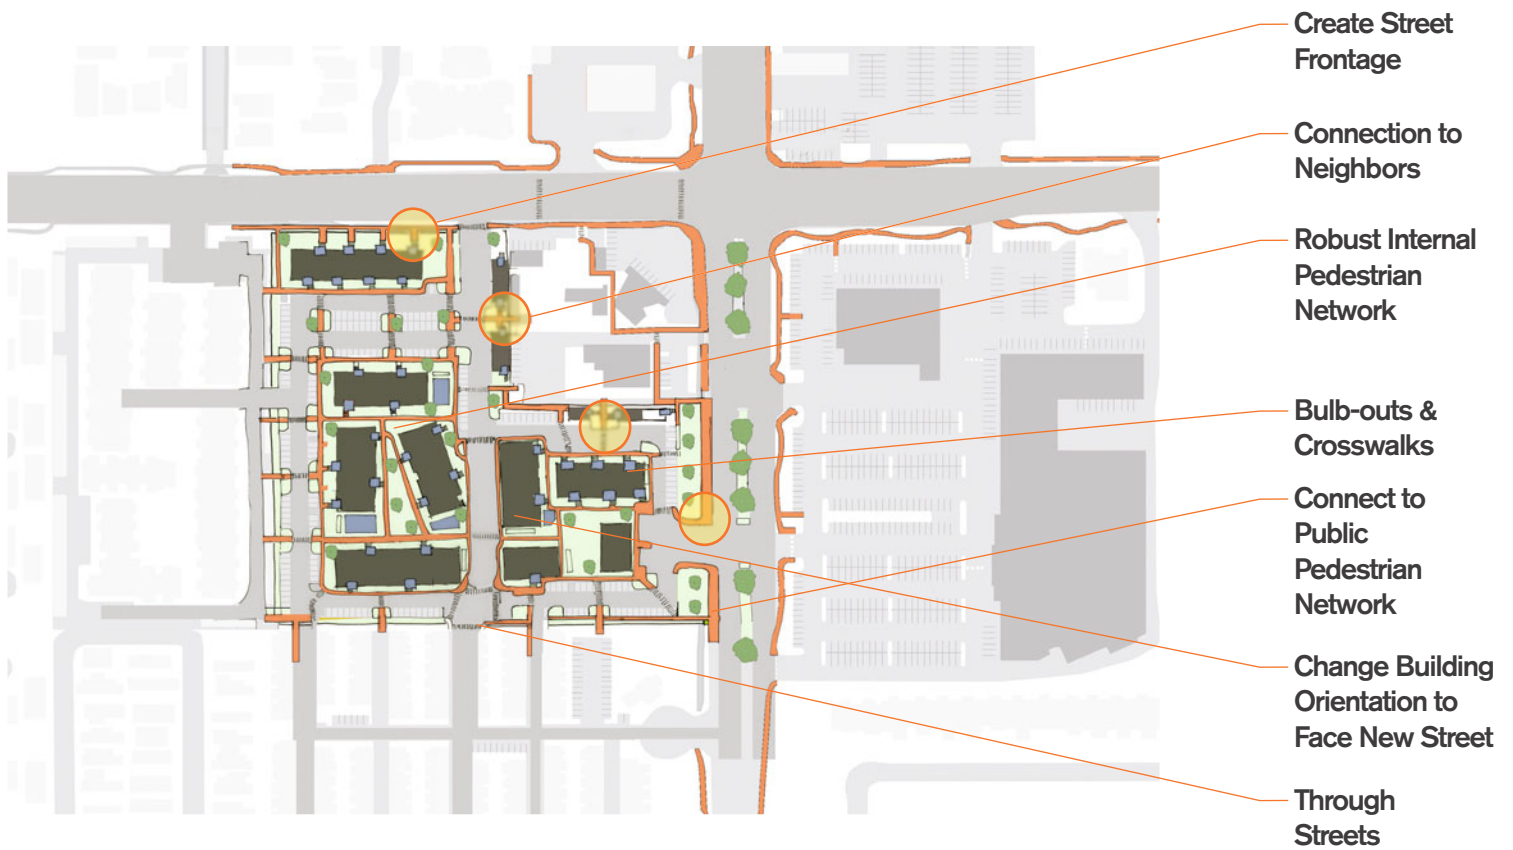 Create Street
Frontage
Connection to
Neighbors
Robust Internal
Pedestrian
Network
Bulb-outs &
Crosswalks
Connect to
Public
Pedestrian
Network
Change Building
Orientation to
Face New Street
Through
Streets